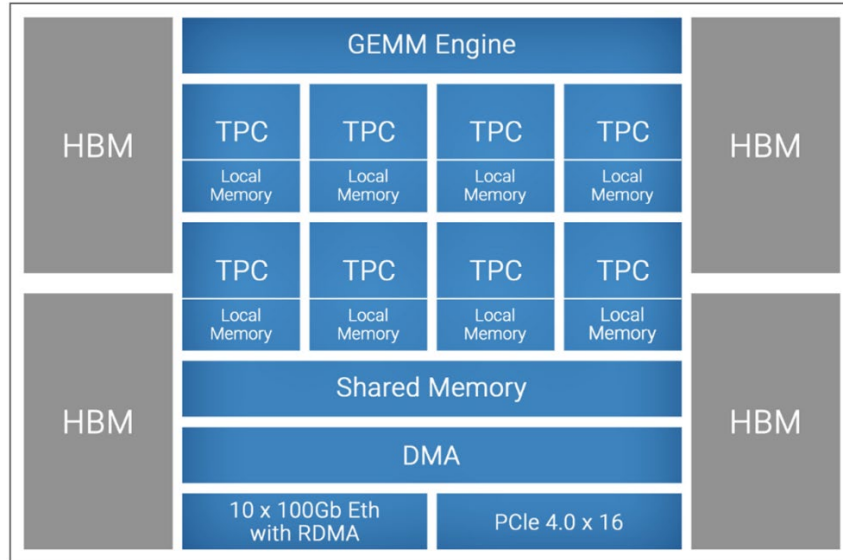 GEMM Engine
HBM
HBM
TPC
TPC
TPC
TPC
Local
Memory
Local
Memory
Local
Memory
Local
Memory
TPC
TPC
TPC
TPC
Local
Memory
Local
Memory
Local
Memory
Local
Memory
Shared Memory
HBM
HBM
DMA
10 x 100Gb Eth
with RDMA
PCIe 4.0 x 16